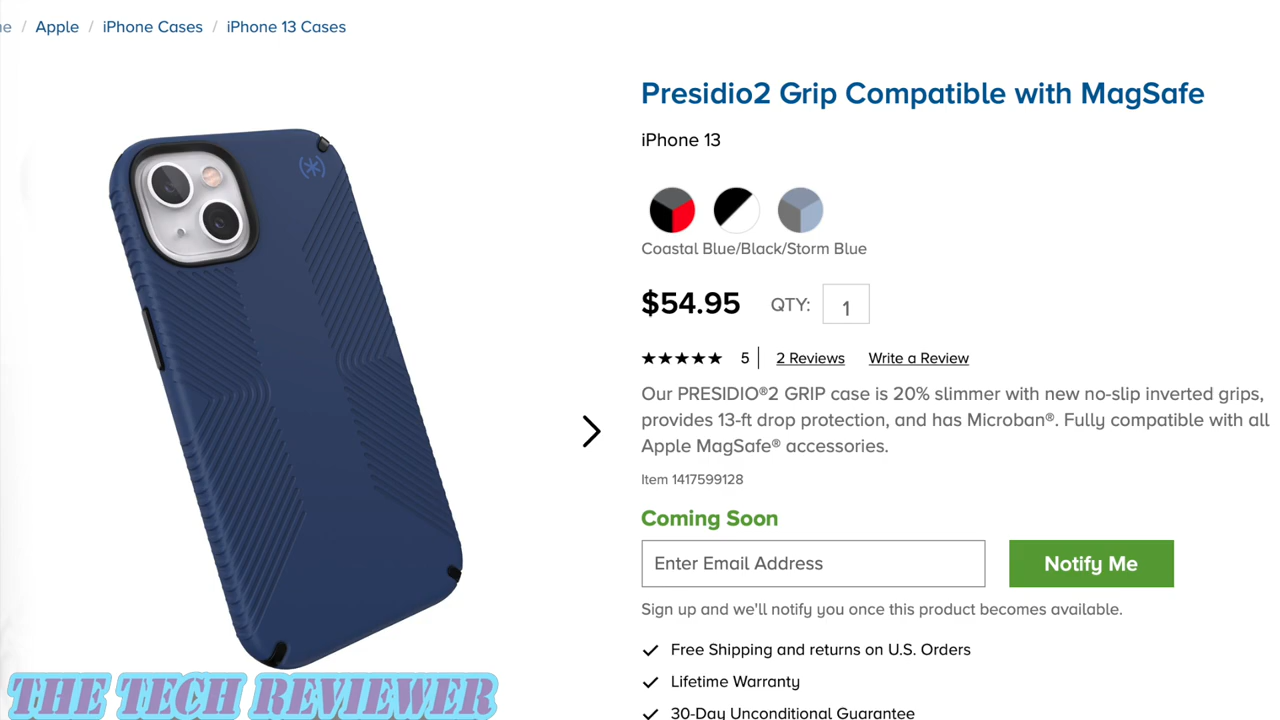 Apple / iPhone Cases / iPhone 13 Cases
Presidio2 Grip Compatible with MagSafe
iPhone 13
Coastal Blue/Black/Storm Blue
$54.95 QTY: 1
★★★★★ 5 | 2 Reviews Write a Review
Our PRESIDIO®2 GRIP case is 20% slimmer with new no-slip inverted grips,
provides 13-ft drop protection, and has Microban®. Fully compatible with all
Apple MagSafe® accessories.
Item 1417599128
Coming Soon
Enter Email Address Notify Me
Sign up and we'll notify you once this product becomes available.
✓ Free Shipping and returns on U.S. Orders
✓ Lifetime Warranty
✓ 30-Day Unconditional Guarantee
THE TECH REVIEWER